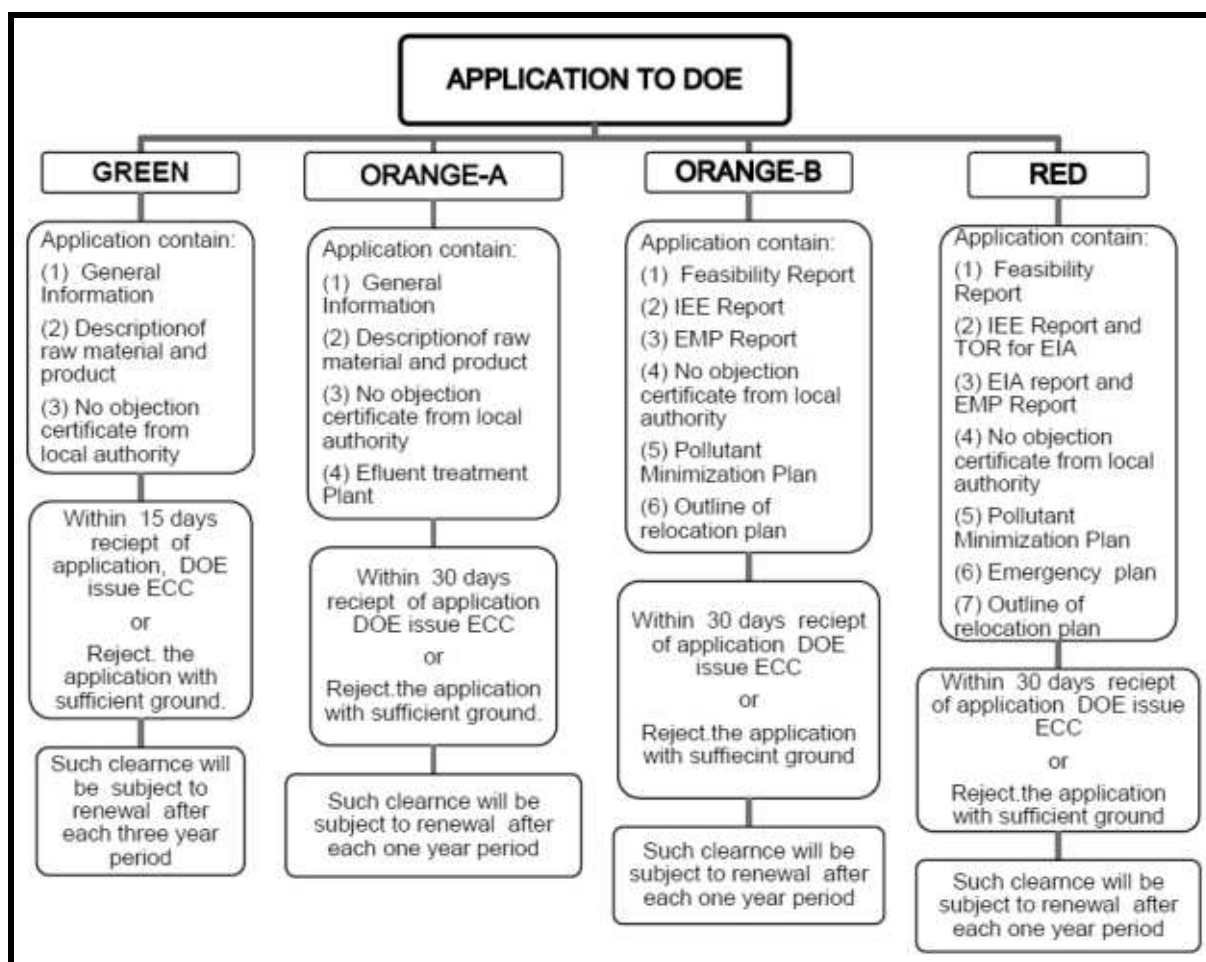 APPLICATION TO DOE
GREEN
Application contain:
(1) General
Information
(2) Descriptionof
raw material and
product
(3) No objection
certificate from
local authority
Within 15 days
reciept of
application, DOE
issue ECC
or
Reject. the
application with
sufficient ground.
Such clearnce will
be subject to
renewal after
each three year
period
ORANGE-A
Application contain:
(1) General
Information
(2) Descriptionof raw
material and product
(3) No objection
certificate from local
authority
(4) Efluent treatment
Plant
Within 30 days
reciept of application
DOE issue ECC
or
Reject.the application
with sufficient ground.
Such clearnce will be
subject to renewal after
each one year period
ORANGE-B
Application contain:
(1) Feasibility Report
(2) IEE Report
(3) EMP Report
(4) No objection
certificate from local
authority
(5) Pollutant
Minimization Plan
(6) Outline of
relocation plan
Within 30 days reciept
of application DOE
issue ECC
or
Reject.the application
with suffiecint ground
Such clearnce will be
subject to renewal after
each one year period
RED
Application contain:
(1) Feasibility
Report
(2) IEE Report and
TOR for EIA
(3) EIA report and
EMP Report
(4) No objection
certificate from local
authority
(5) Pollutant
Minimization Plan
(6) Emergency plan
(7) Outline of
relocation plan
Within 30 days reciept
of application DOE issue
ECC
or
Reject.the application
with sufficient ground
Such clearnce will be
subject to renewal after
each one year period